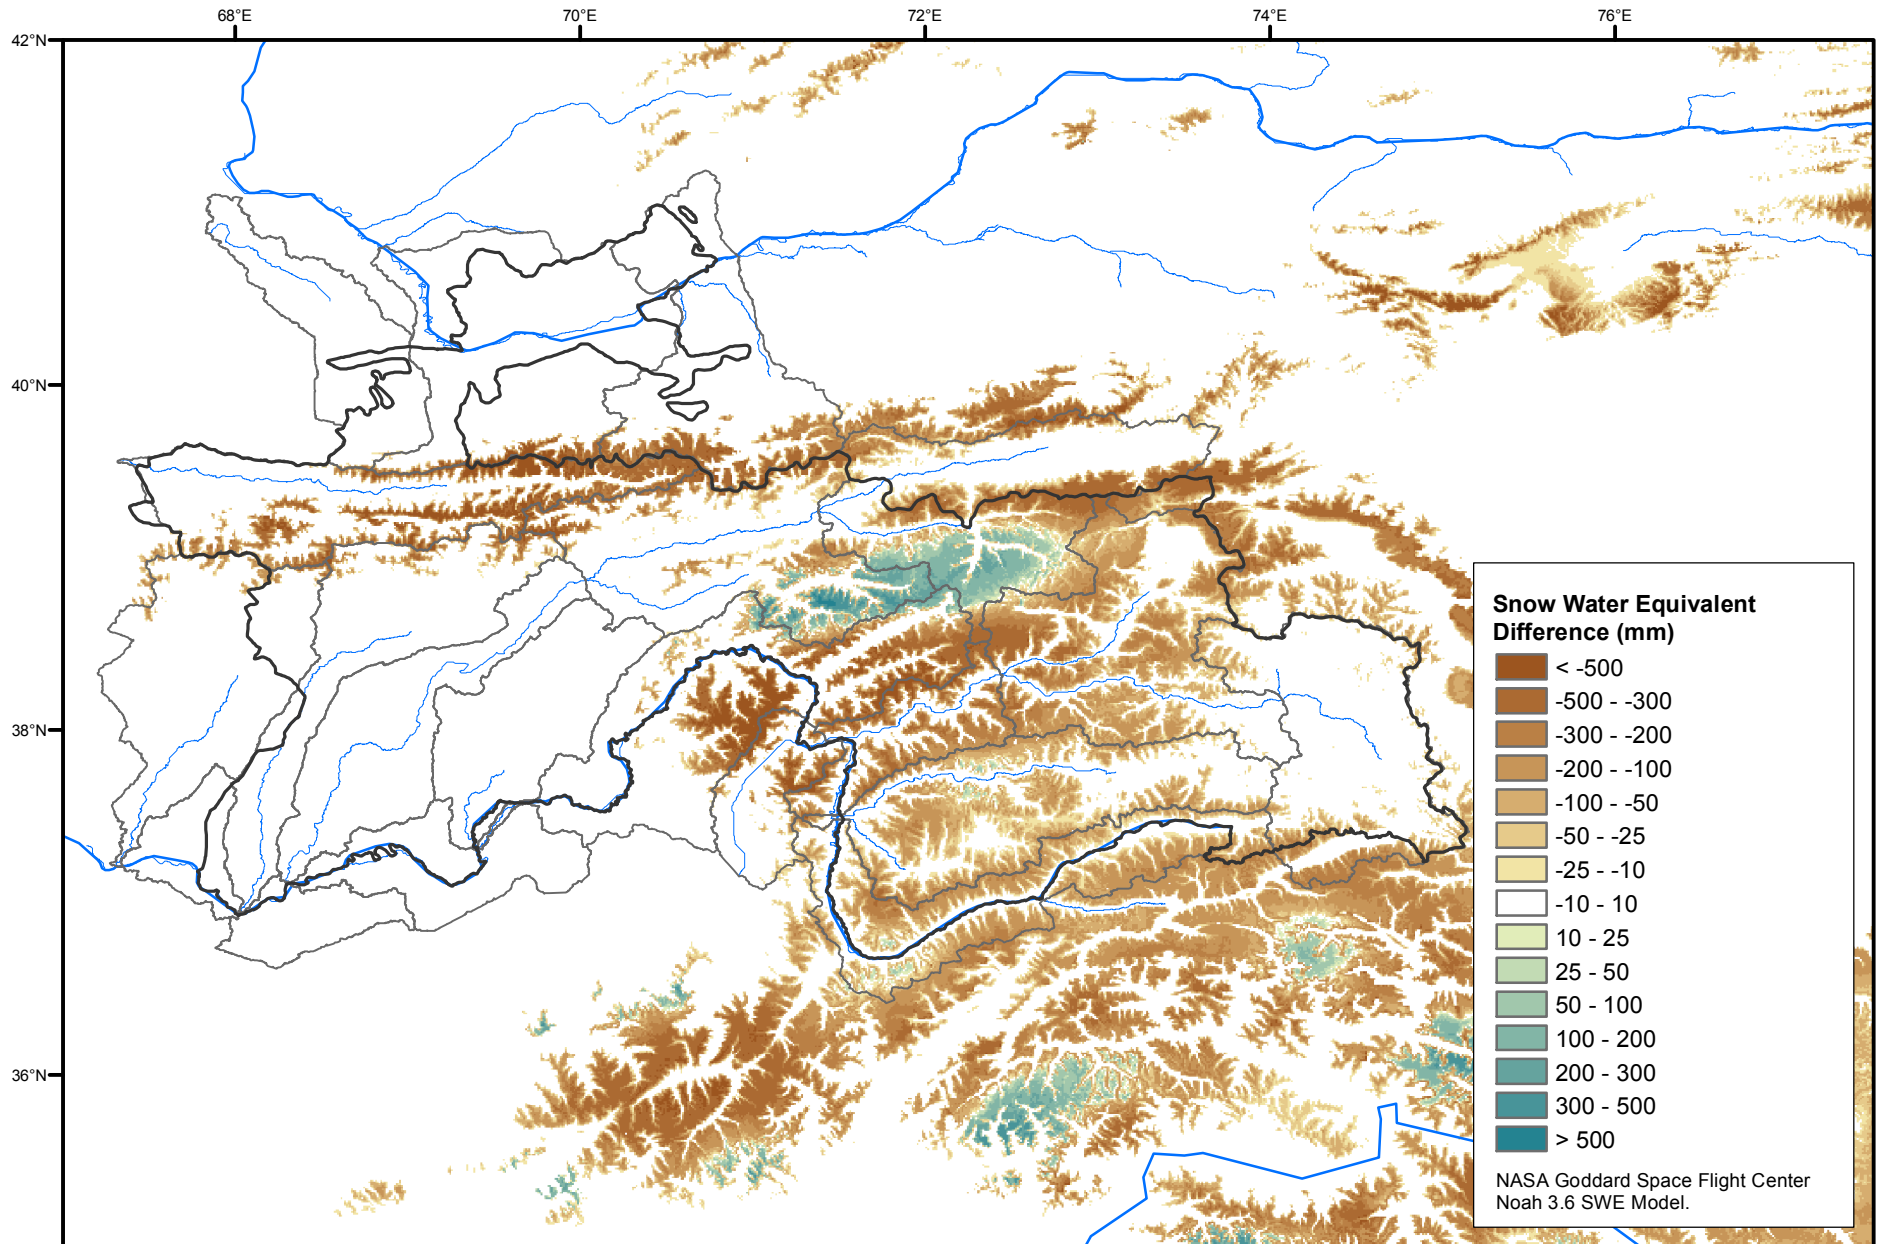 68°E
70°E
72°E
74°E
76°E
42°N
40°N
38°N
36°N
Snow Water Equivalent
Difference (mm)
< -500
-500 - -300
-300 - -200
-200 - -100
-100 - -50
-50 - -25
-25 - -10
-10 - 10
10 - 25
25 - 50
50 - 100
100 - 200
200 - 300
300 - 500
> 500
NASA Goddard Space Flight Center
Noah 3.6 SWE Model.